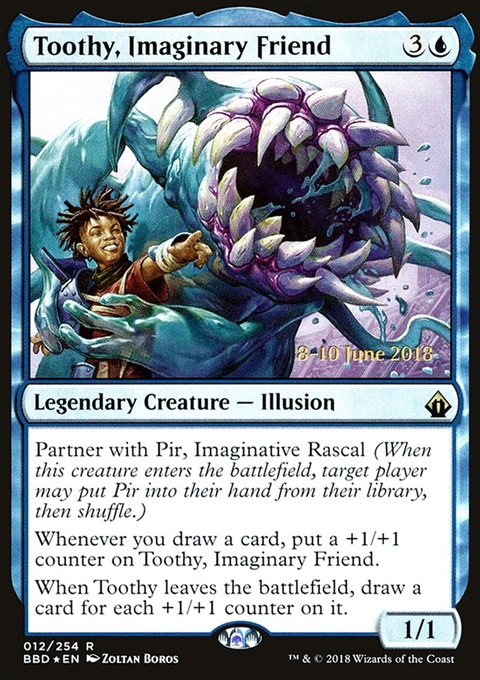 Toothy, Imaginary Friend 3
8-10 June 2018
Legendary Creature — Illusion
Partner with Pir, Imaginative Rascal (When
this creature enters the battlefield, target player
may put Pir into their hand from their library,
then shuffle.)
Whenever you draw a card, put a +1/+1
counter on Toothy, Imaginary Friend.
When Toothy leaves the battlefield, draw a
card for each +1/+1 counter on it.
1/1
012/254 R
BBD ★ EN Zoltan Boros
™ & © 2018 Wizards of the Coast